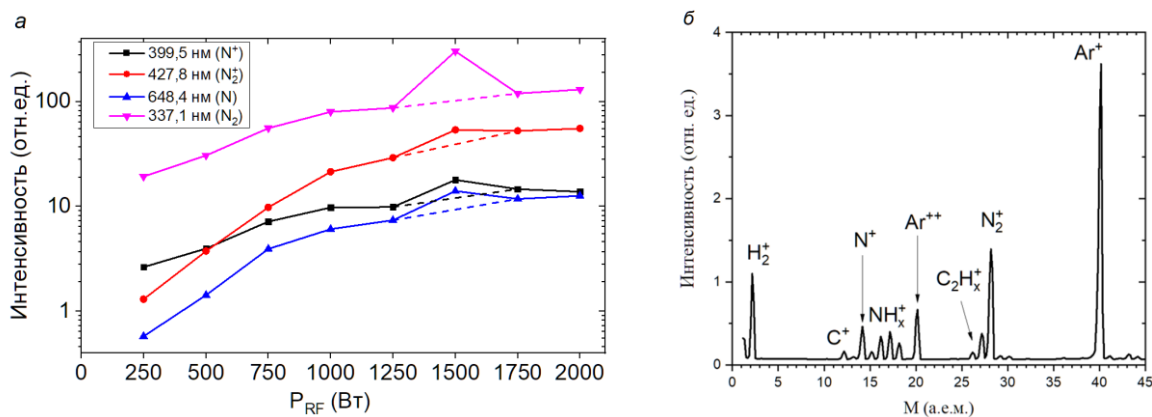 а
Интенсивность (отн.ед.)
100
10
1
399,5 нм (N⁺)
427,8 нм (N₂⁺)
648,4 нм (N)
337,1 нм (N₂)
0 250 500 750 1000 1250 1500 1750 2000
P_RF (Вт)
б
Интенсивность (отн. ед.)
4
3
2
1
0
H₂⁺
C⁺
N⁺
NHₓ⁺
Ar⁺⁺
C₂Hₓ⁺
N₂⁺
Ar⁺
0 5 10 15 20 25 30 35 40 45
М (а.е.м.)